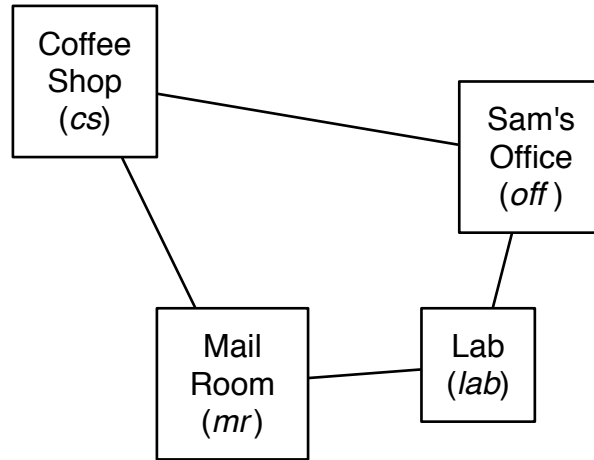 Coffee
Shop
(cs)
Sam's
Office
(off)
Mail
Room
(mr)
Lab
(lab)